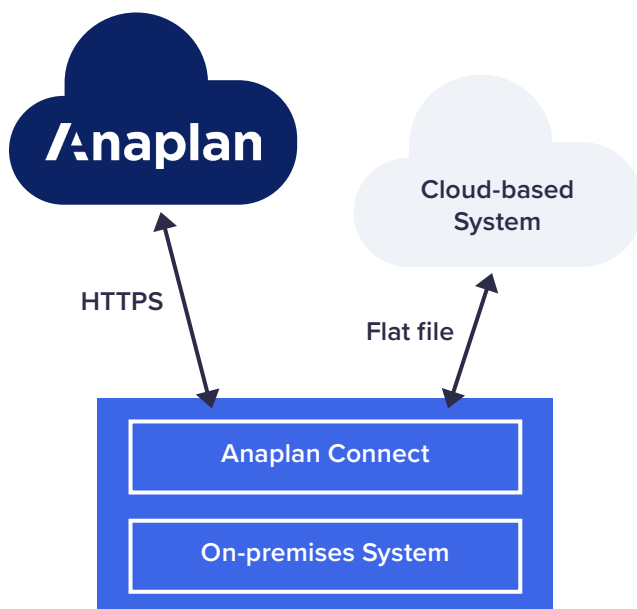 Anaplan
Cloud-based
System
HTTPS
Flat file
Anaplan Connect
On-premises System